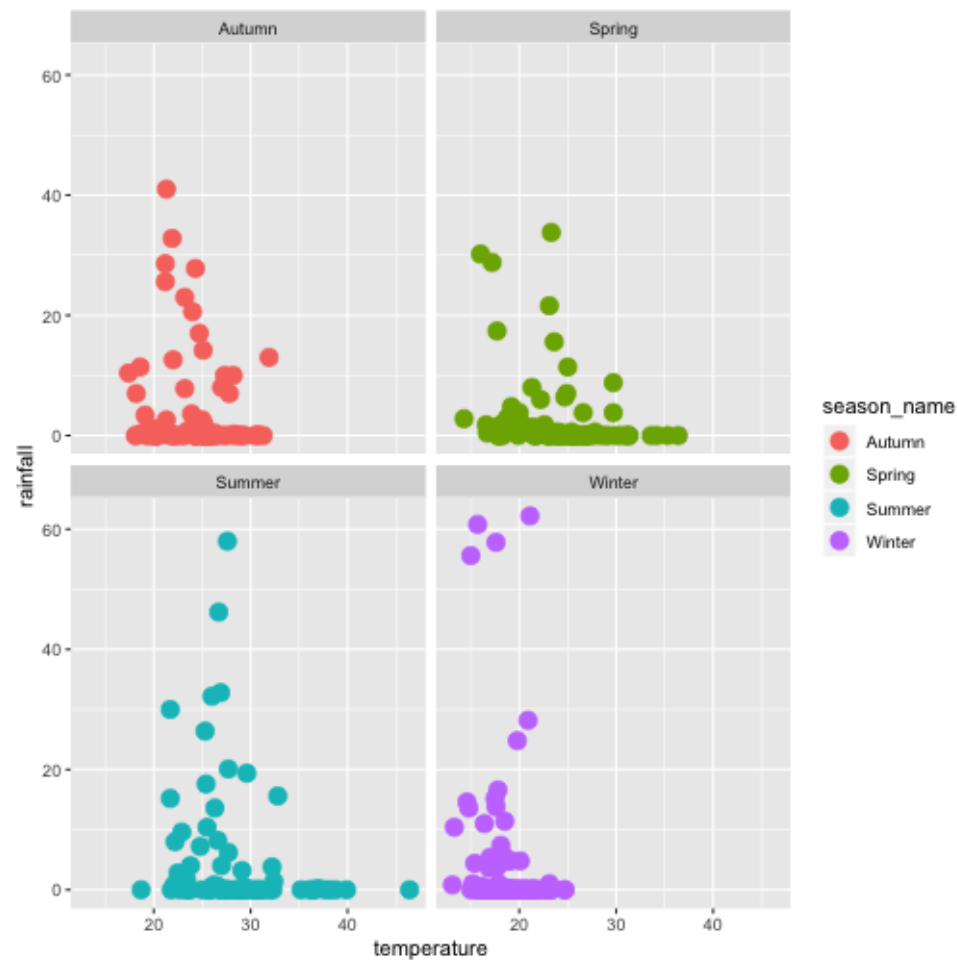 Autumn Spring
60
40
20
0
Summer Winter
60
40
20
0
20 30 40 20 30 40
temperature
rainfall
season_name
Autumn
Spring
Summer
Winter